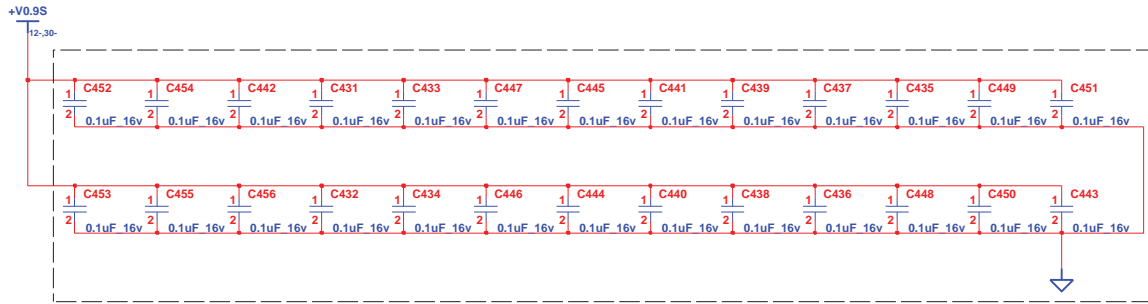 +V0.9S
12-,30-
C452 C454 C442 C431 C433 C447 C445 C441 C439 C437 C435 C449 C451
1 1 1 1 1 1 1 1 1 1 1 1 1
2 2 2 2 2 2 2 2 2 2 2 2 2
0.1uF_16v 0.1uF_16v 0.1uF_16v 0.1uF_16v 0.1uF_16v 0.1uF_16v 0.1uF_16v 0.1uF_16v 0.1uF_16v 0.1uF_16v 0.1uF_16v 0.1uF_16v 0.1uF_16v
C453 C455 C456 C432 C434 C446 C444 C440 C438 C436 C448 C450 C443
1 1 1 1 1 1 1 1 1 1 1 1 1
2 2 2 2 2 2 2 2 2 2 2 2 2
0.1uF_16v 0.1uF_16v 0.1uF_16v 0.1uF_16v 0.1uF_16v 0.1uF_16v 0.1uF_16v 0.1uF_16v 0.1uF_16v 0.1uF_16v 0.1uF_16v 0.1uF_16v 0.1uF_16v